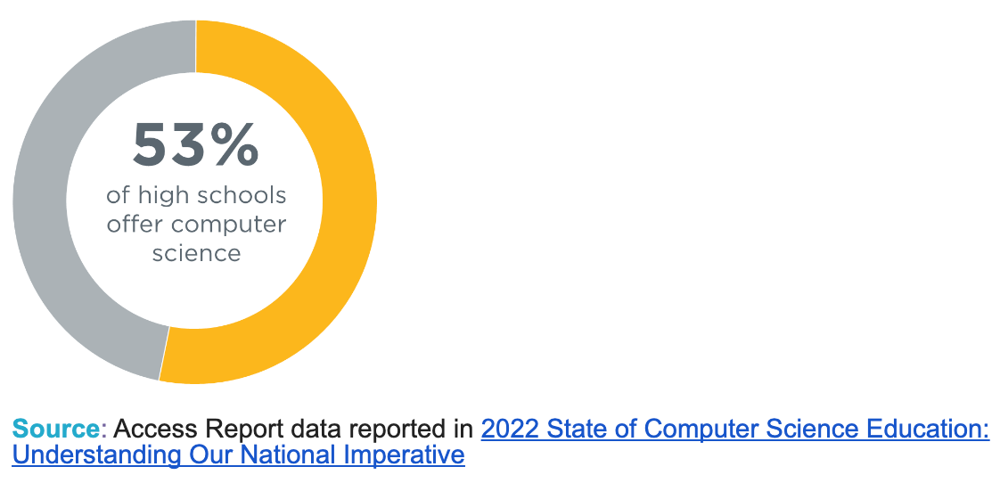 53%
of high schools
offer computer
science
Source: Access Report data reported in 2022 State of Computer Science Education:
Understanding Our National Imperative